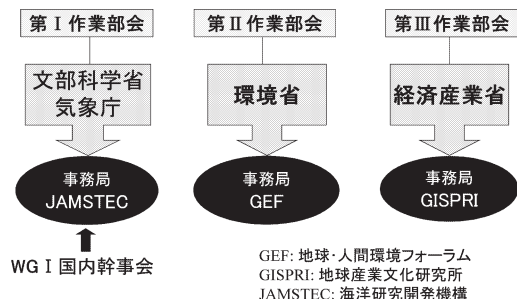 第Ⅰ作業部会
第Ⅱ作業部会
第Ⅲ作業部会
文部科学省
気象庁
環境省
経済産業省
事務局
JAMSTEC
事務局
GEF
事務局
GISPRI
WGⅠ国内幹事会
GEF: 地球・人間環境フォーラム
GISPRI: 地球産業文化研究所
JAMSTEC: 海洋研究開発機構